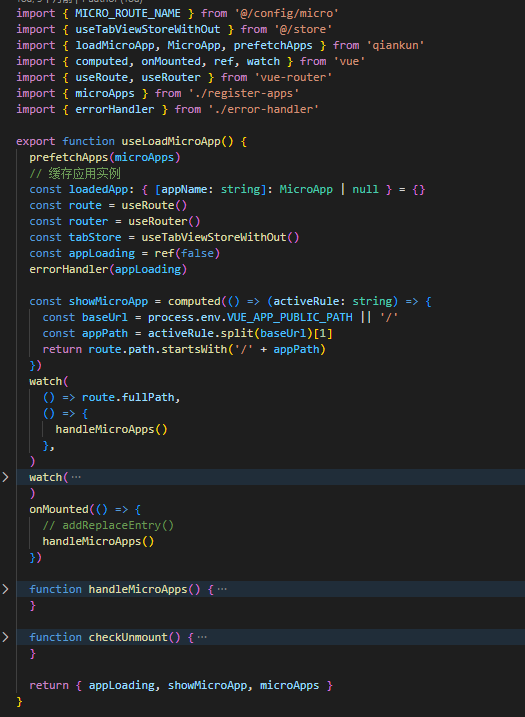 import { MICRO_ROUTE_NAME } from '@/config/micro'
import { useTabViewStoreWithOut } from '@/store'
import { loadMicroApp, MicroApp, prefetchApps } from 'qiankun'
import { computed, onMounted, ref, watch } from 'vue'
import { useRoute, useRouter } from 'vue-router'
import { microApps } from './register-apps'
import { errorHandler } from './error-handler'
export function useLoadMicroApp() {
prefetchApps(microApps)
// 缓存应用实例
const loadedApp: { [appName: string]: MicroApp | null } = {}
const route = useRoute()
const router = useRouter()
const tabStore = useTabViewStoreWithOut()
const appLoading = ref(false)
errorHandler(appLoading)
const showMicroApp = computed(() => (activeRule: string) => {
const baseUrl = process.env.VUE_APP_PUBLIC_PATH || '/'
const appPath = activeRule.split(baseUrl)[1]
return route.path.startsWith('/' + appPath)
})
watch(
() => route.fullPath,
() => {
handleMicroApps()
},
)
watch(⋯
)
onMounted(() => {
// addReplaceEntry()
handleMicroApps()
})
function handleMicroApps() {⋯
}
function checkUnmount() {⋯
}
return { appLoading, showMicroApp, microApps }
}